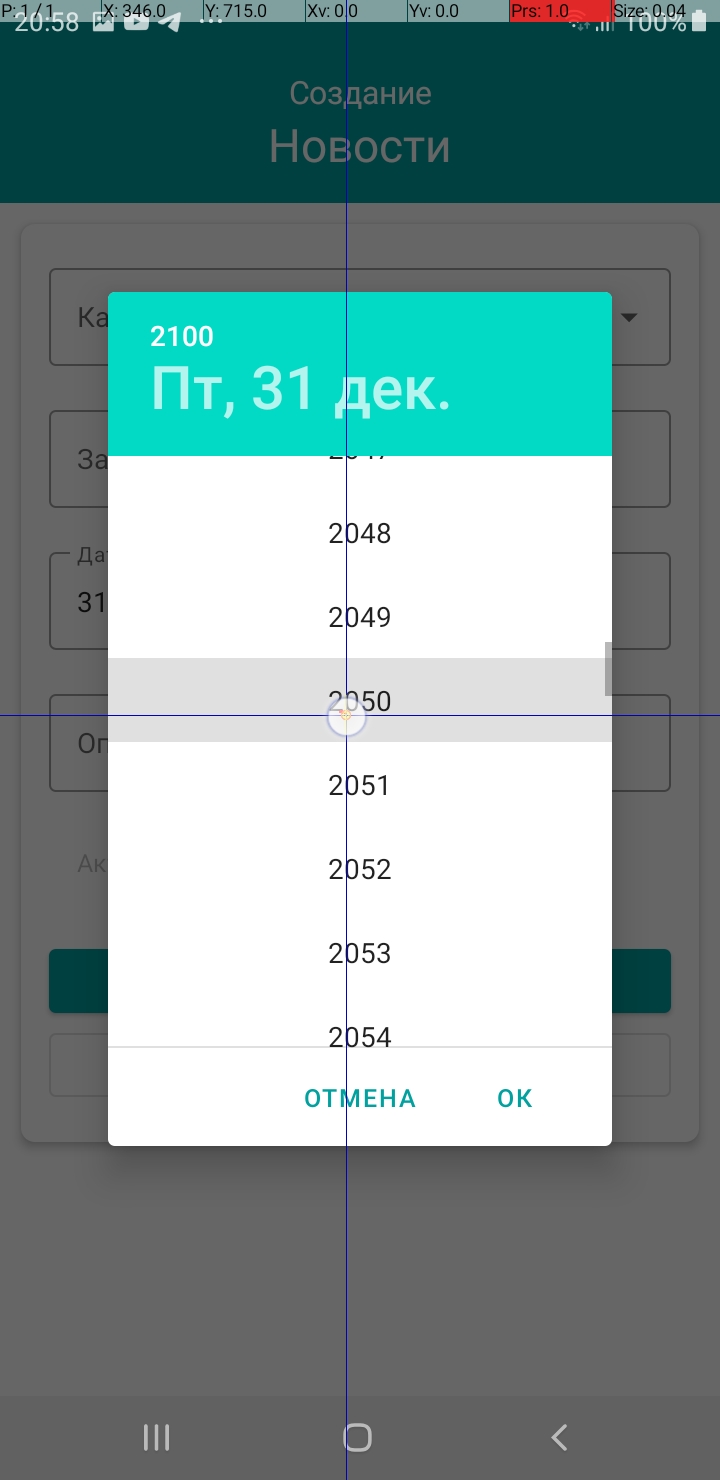 P: 1 / 1 X: 346.0 Y: 715.0 Xv: 0.0 Yv: 0.0 Prs: 1.0 Size: 0.04
20:58 100%
Создание
Новости
Ка
2100
Пт, 31 дек.
За
2048
Да
31
2049
2050
Оп
2051
2052
Ак
2053
2054
ОТМЕНА ОК